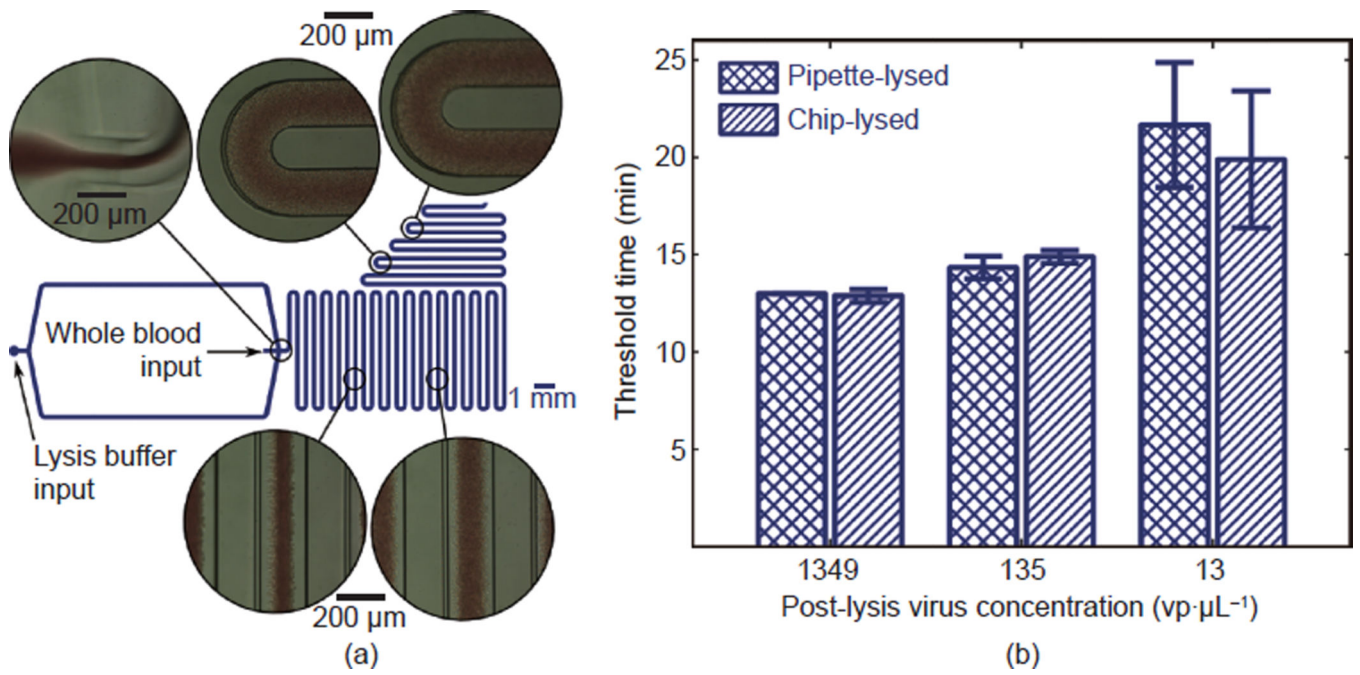 200 μm
200 μm
Whole blood
input
1 mm
Lysis buffer
input
200 μm
(a)
Threshold time (min)
25
20
15
10
5
Pipette-lysed
Chip-lysed
1349
135
13
Post-lysis virus concentration (vp·μL⁻¹)
(b)